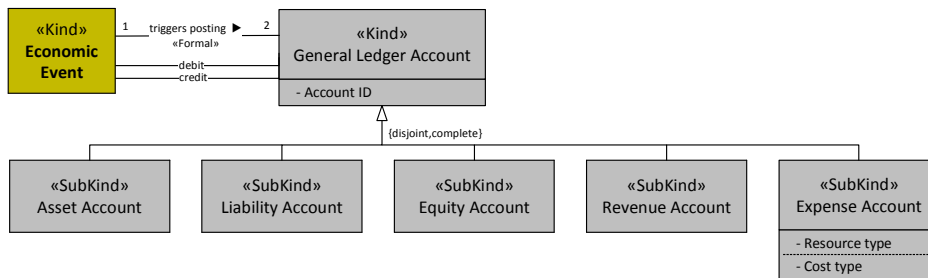 «Kind»
Economic
Event
1
triggers posting ►
2
«Formal»
debit
credit
«Kind»
General Ledger Account
- Account ID
{disjoint,complete}
«SubKind»
Asset Account
«SubKind»
Liability Account
«SubKind»
Equity Account
«SubKind»
Revenue Account
«SubKind»
Expense Account
- Resource type
- Cost type